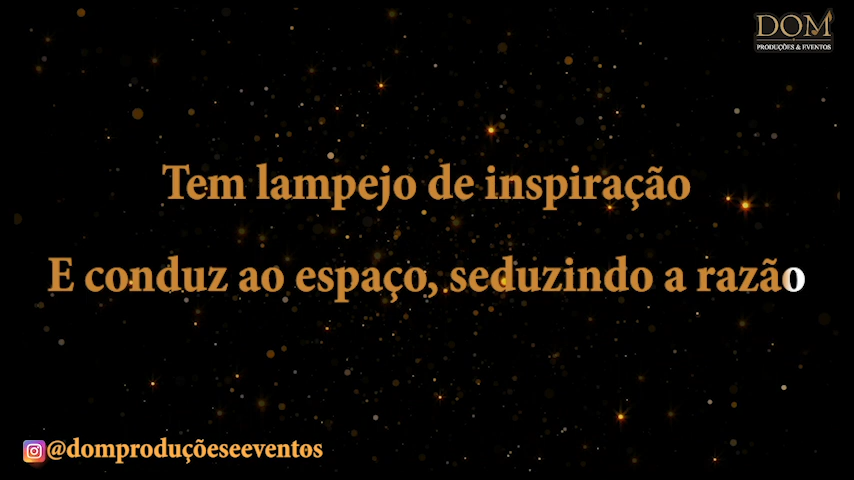 DOM
PRODUÇÕES & EVENTOS
Tem lampejo de inspiração
E conduz ao espaço, seduzindo a razão
@domproduçõeseeventos